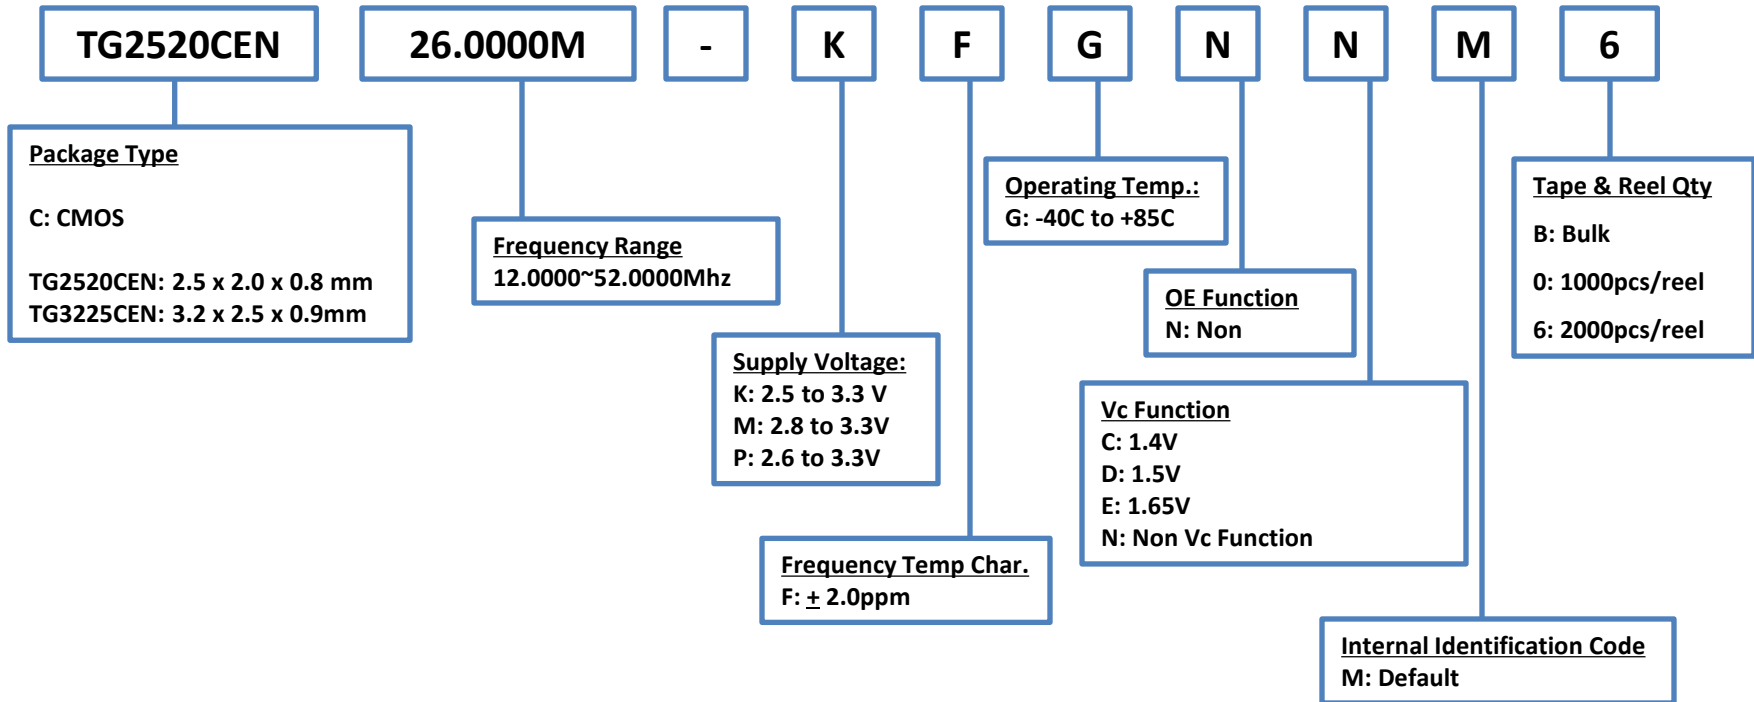 TG2520CEN 26.0000M - K F G N N M 6
Package Type
C: CMOS
TG2520CEN: 2.5 x 2.0 x 0.8 mm
TG3225CEN: 3.2 x 2.5 x 0.9mm
Frequency Range
12.0000~52.0000Mhz
Supply Voltage:
K: 2.5 to 3.3 V
M: 2.8 to 3.3V
P: 2.6 to 3.3V
Frequency Temp Char.
F: ± 2.0ppm
Operating Temp.:
G: -40C to +85C
OE Function
N: Non
Vc Function
C: 1.4V
D: 1.5V
E: 1.65V
N: Non Vc Function
Internal Identification Code
M: Default
Tape & Reel Qty
B: Bulk
0: 1000pcs/reel
6: 2000pcs/reel